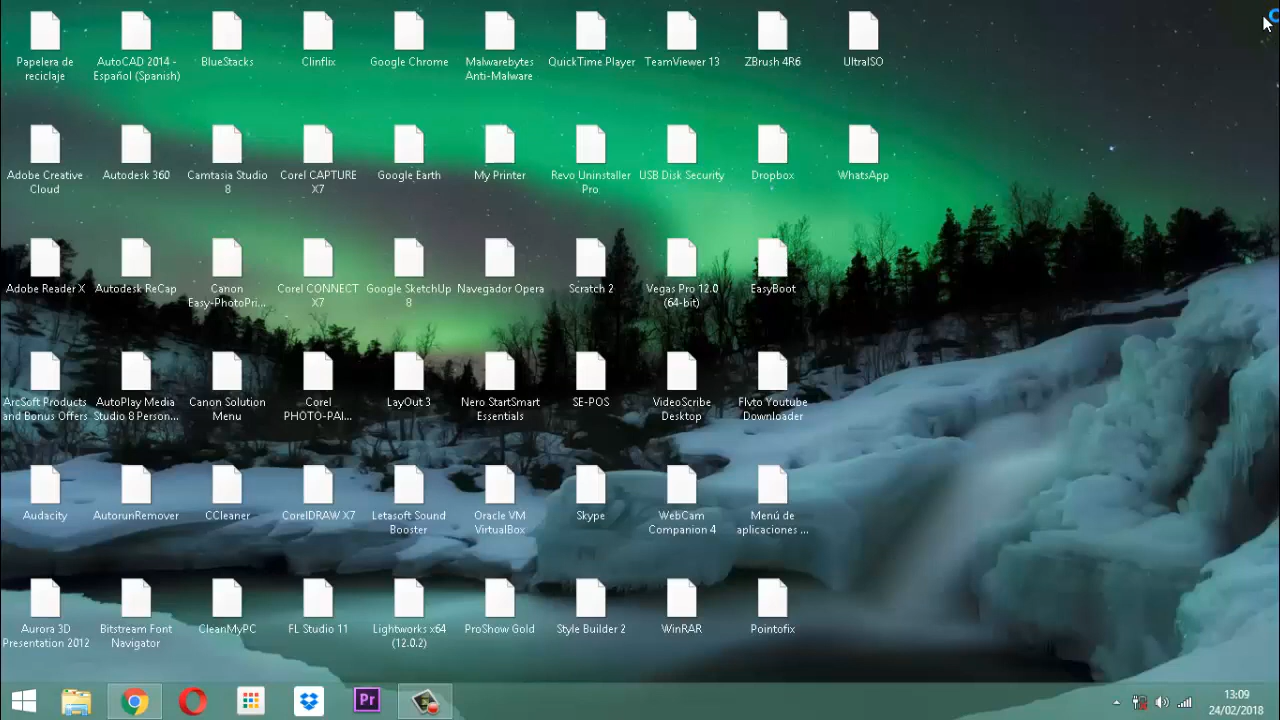 Papelera de
reciclaje
AutoCAD 2014 -
Español (Spanish)
BlueStacks
Clinflix
Google Chrome
Malwarebytes
Anti-Malware
QuickTime Player
TeamViewer 13
ZBrush 4R6
UltraISO
Adobe Creative
Cloud
Autodesk 360
Camtasia Studio
8
Corel CAPTURE
X7
Google Earth
My Printer
Revo Uninstaller
Pro
USB Disk Security
Dropbox
WhatsApp
Adobe Reader X
Autodesk ReCap
Canon
Easy-PhotoPri...
Corel CONNECT
X7
Google SketchUp
8
Navegador Opera
Scratch 2
Vegas Pro 12.0
(64-bit)
EasyBoot
ArcSoft Products
and Bonus Offers
AutoPlay Media
Studio 8 Person...
Canon Solution
Menu
Corel
PHOTO-PAI...
LayOut 3
Nero StartSmart
Essentials
SE-POS
VideoScribe
Desktop
Flvto Youtube
Downloader
Audacity
AutorunRemover
CCleaner
CorelDRAW X7
Letasoft Sound
Booster
Oracle VM
VirtualBox
Skype
WebCam
Companion 4
Menú de
aplicaciones ...
Aurora 3D
Presentation 2012
Bitstream Font
Navigator
CleanMyPC
FL Studio 11
Lightworks x64
(12.0.2)
ProShow Gold
Style Builder 2
WinRAR
Pointofix
Pr
13:09
24/02/2018